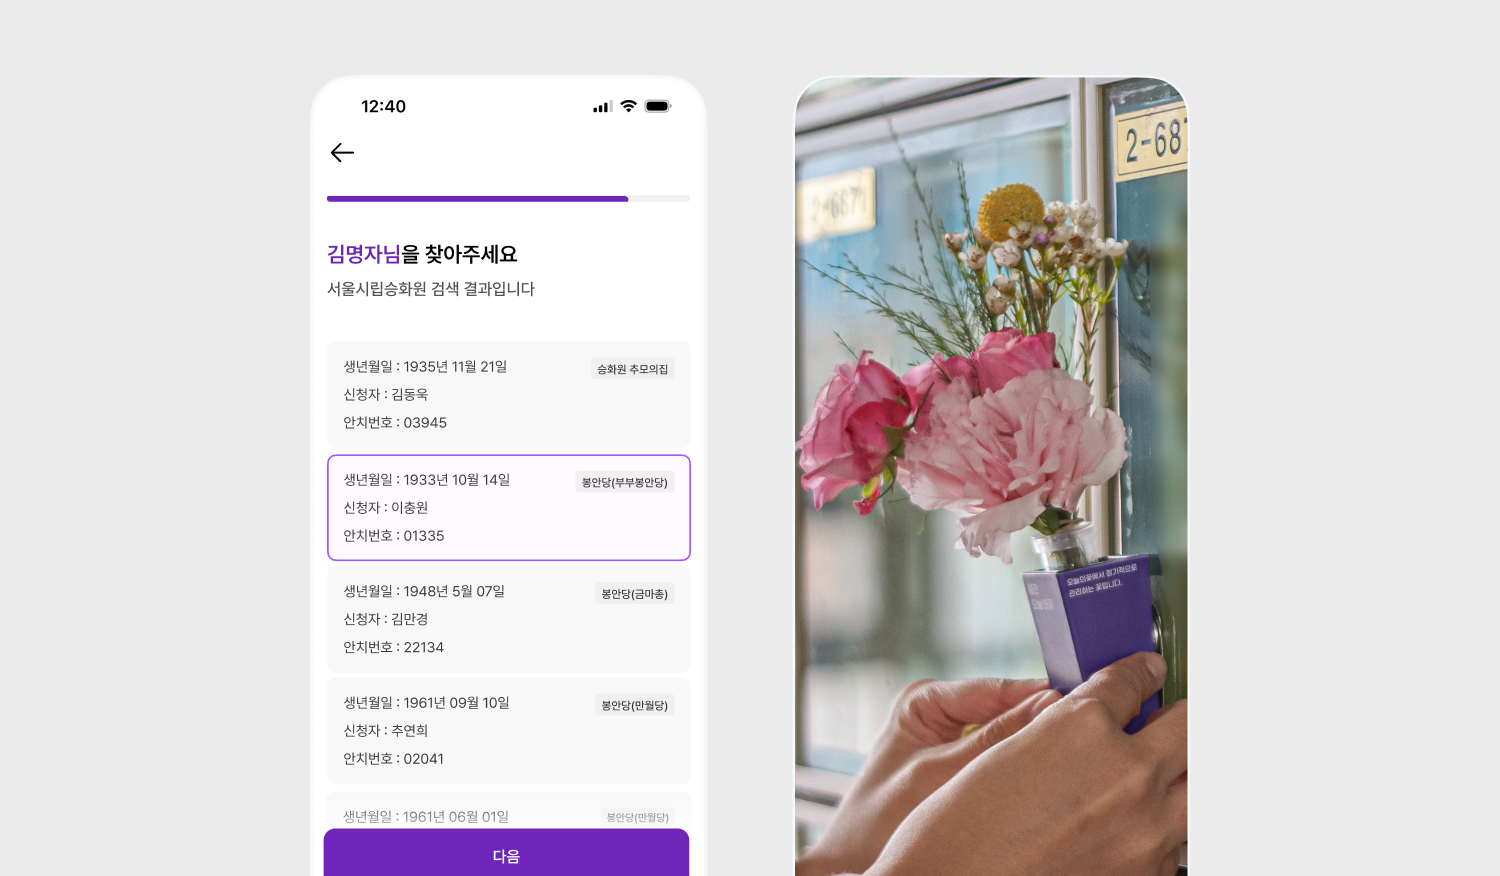 12:40
김명자님을 찾아주세요
서울시립승화원 검색 결과입니다
생년월일 : 1935년 11월 21일
승화원 추모의집
신청자 : 김동욱
안치번호 : 03945
생년월일 : 1933년 10월 14일
봉안당(부부봉안당)
신청자 : 이충원
안치번호 : 01335
생년월일 : 1948년 5월 07일
봉안당(금마총)
신청자 : 김만경
안치번호 : 22134
생년월일 : 1961년 09월 10일
봉안당(만월당)
신청자 : 추연희
안치번호 : 02041
생년월일 : 1961년 06월 01일
봉안당(만월당)
다음
2-687
2-6871
오늘의꽃에서 정기적으로
관리하는 꽃입니다.
오늘의꽃